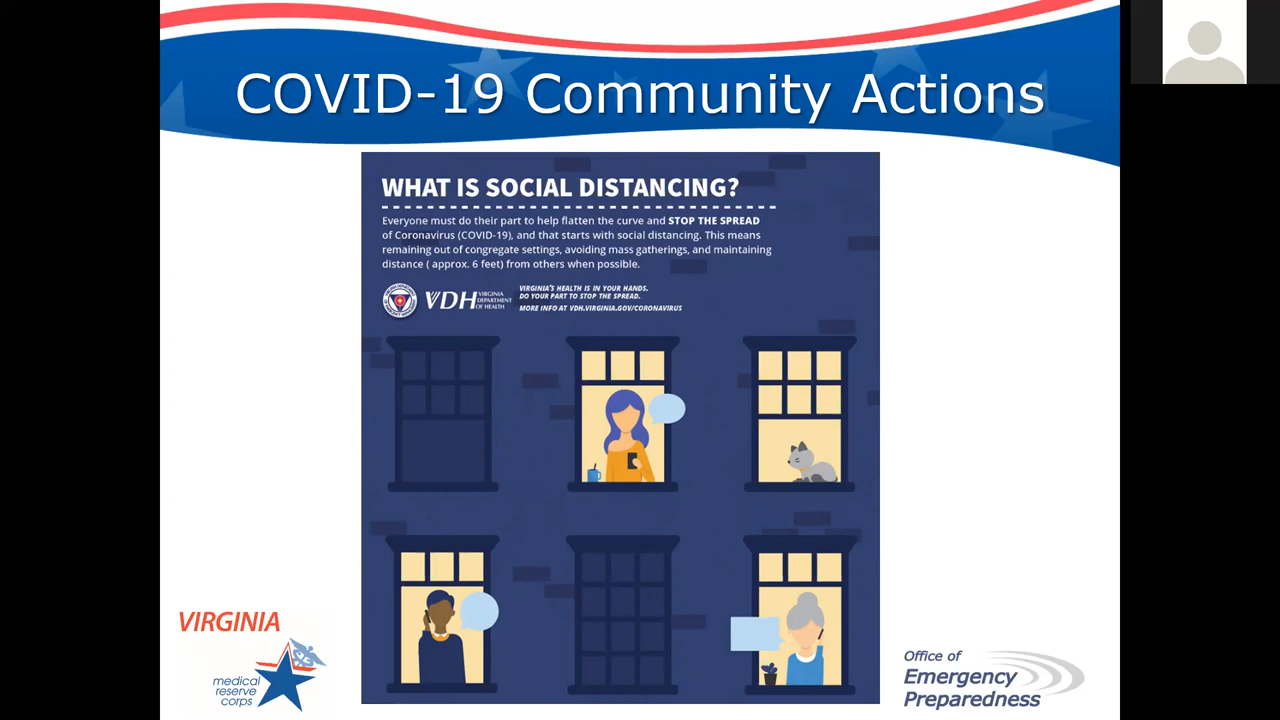 COVID-19 Community Actions
WHAT IS SOCIAL DISTANCING?
Everyone must do their part to help flatten the curve and STOP THE SPREAD
of Coronavirus (COVID-19), and that starts with social distancing. This means
remaining out of congregate settings, avoiding mass gatherings, and maintaining
distance ( approx. 6 feet) from others when possible.
VDH VIRGINIA
DEPARTMENT
OF HEALTH
VIRGINIA'S HEALTH IS IN YOUR HANDS.
DO YOUR PART TO STOP THE SPREAD.
MORE INFO AT VDH.VIRGINIA.GOV/CORONAVIRUS
VIRGINIA
medical
reserve
corps
Office of
Emergency
Preparedness